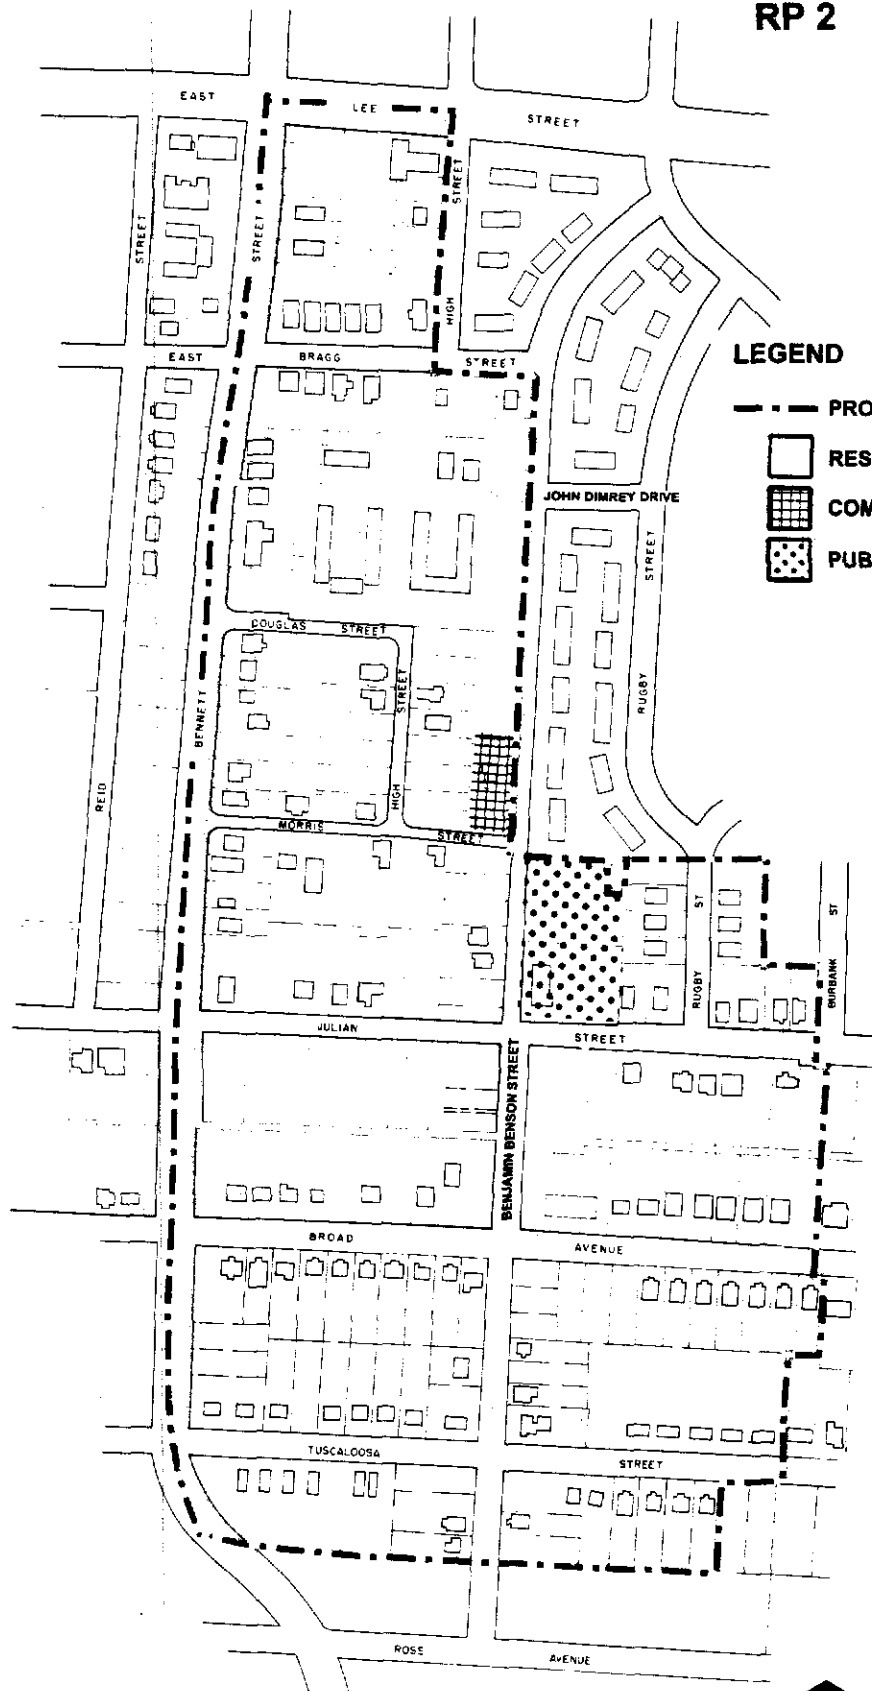 RP 2
EAST
LEE
STREET
STREET
STREET
STREET
HIGH
EAST
BRAGG
STREET
LEGEND
PRO
RES
COM
PUB
JOHN DIMREY DRIVE
STREET
RUGBY
DOUGLAS
STREET
STREET
HIGH
BENNETT
REID
MORRIS
STREET
ST
RUGBY
ST
BURBANK
JULIAN
STREET
BENJAMIN BENSON STREET
BROAD
AVENUE
TUSCALOOSA
STREET
ROSS
AVENUE